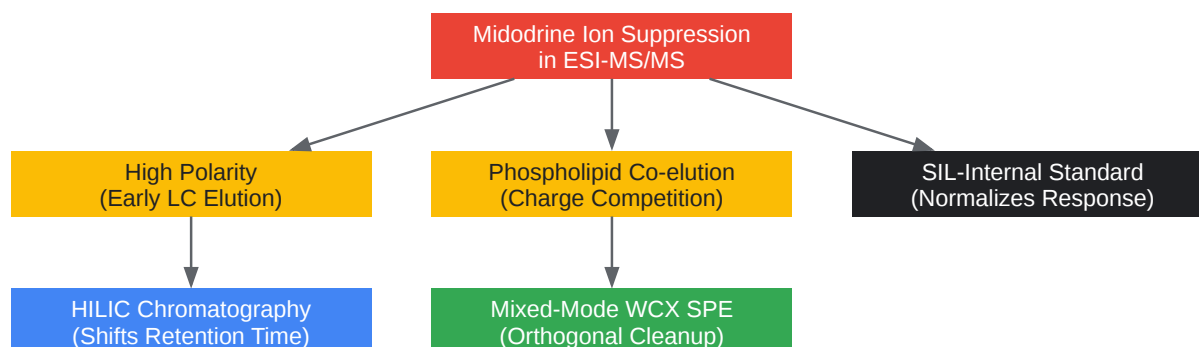 Midodrine Ion Suppression
in ESI-MS/MS
High Polarity
(Early LC Elution)
Phospholipid Co-elution
(Charge Competition)
SIL-Internal Standard
(Normalizes Response)
HILIC Chromatography
(Shifts Retention Time)
Mixed-Mode WCX SPE
(Orthogonal Cleanup)